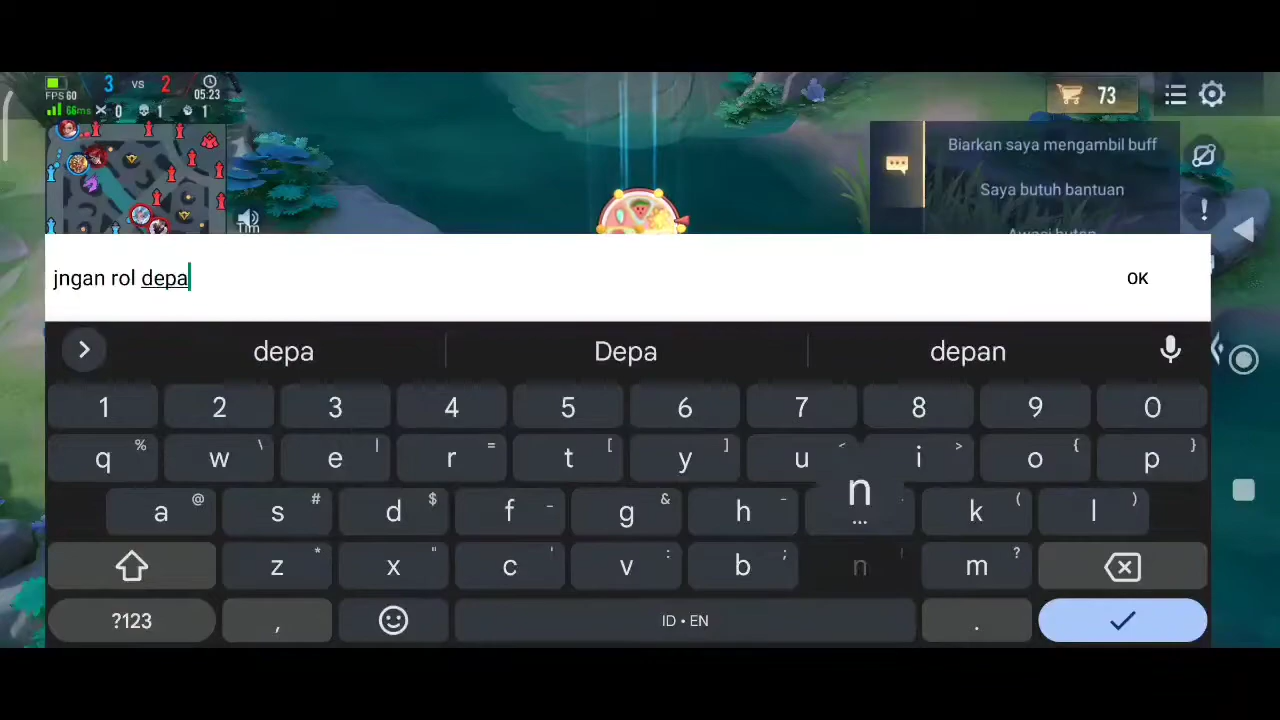 3 vs 2
FPS 60
05:23
66ms 0 1 1
73
Biarkan saya mengambil buff
Saya butuh bantuan
Tim
jngan rol depa
OK
depa Depa depan
1 2 3 4 5 6 7 8 9 0
% \ | = [ ] < > { }
q w e r t y u i o p
@ # $ _ & - ( )
a s d f g h n k l
* " ' : ; ! ?
z x c v b n m
?123 , ID • EN .